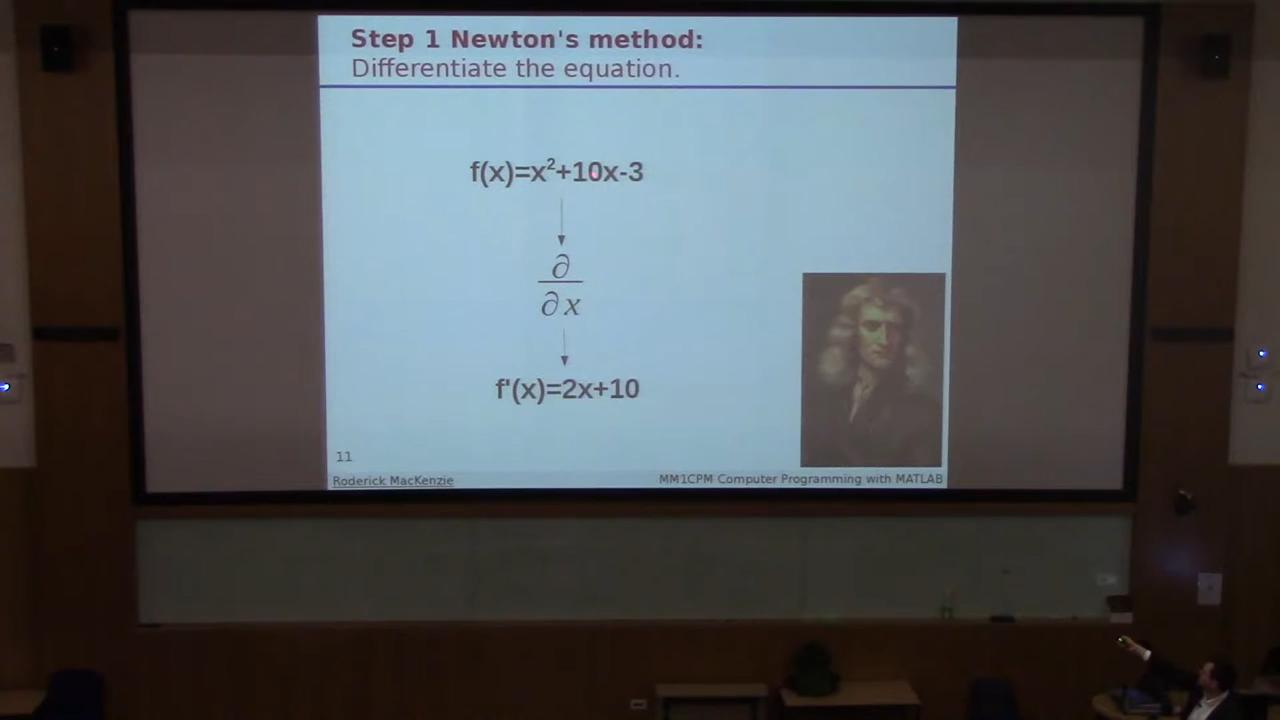 Step 1 Newton's method:
Differentiate the equation.
f(x)=x²+10x-3
∂
∂ x
f'(x)=2x+10
11
Roderick MacKenzie
MM1CPM Computer Programming with MATLAB